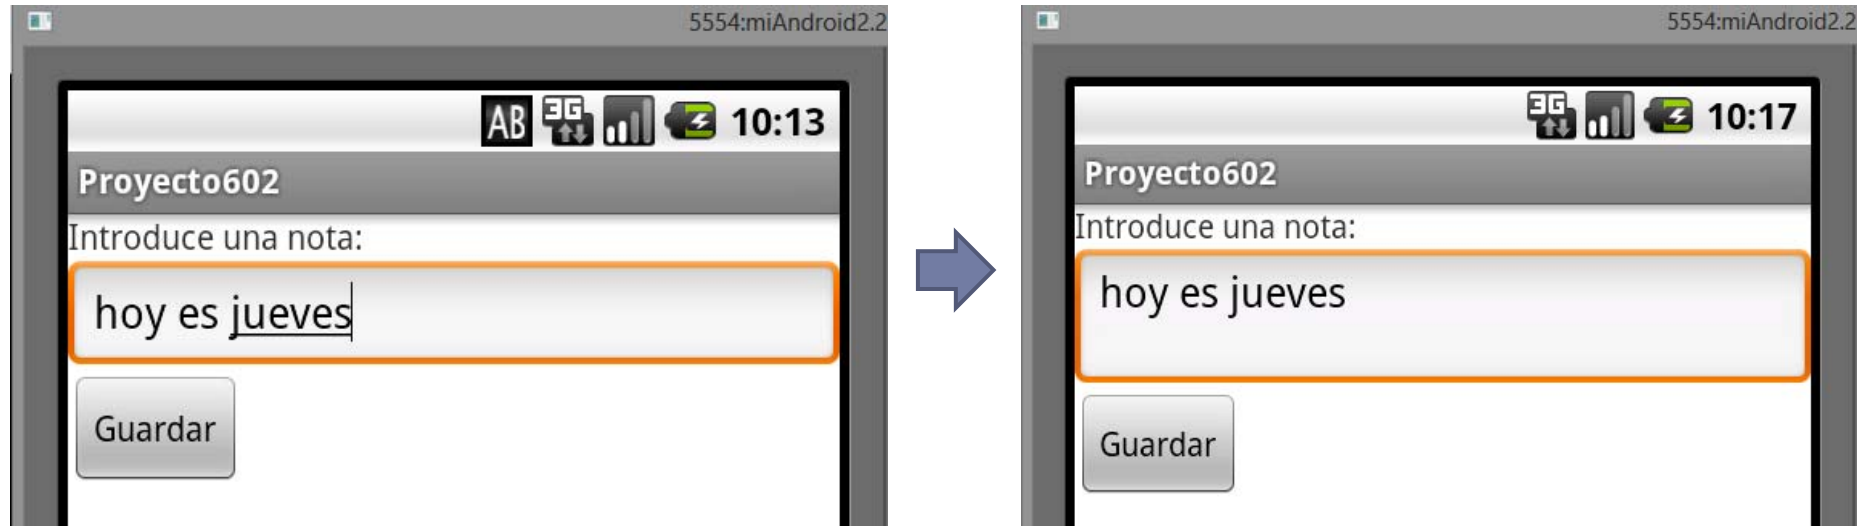 5554:miAndroid2.2
AB 3G 10:13
Proyecto602
Introduce una nota:
hoy es jueves
Guardar
5554:miAndroid2.2
3G 10:17
Proyecto602
Introduce una nota:
hoy es jueves
Guardar